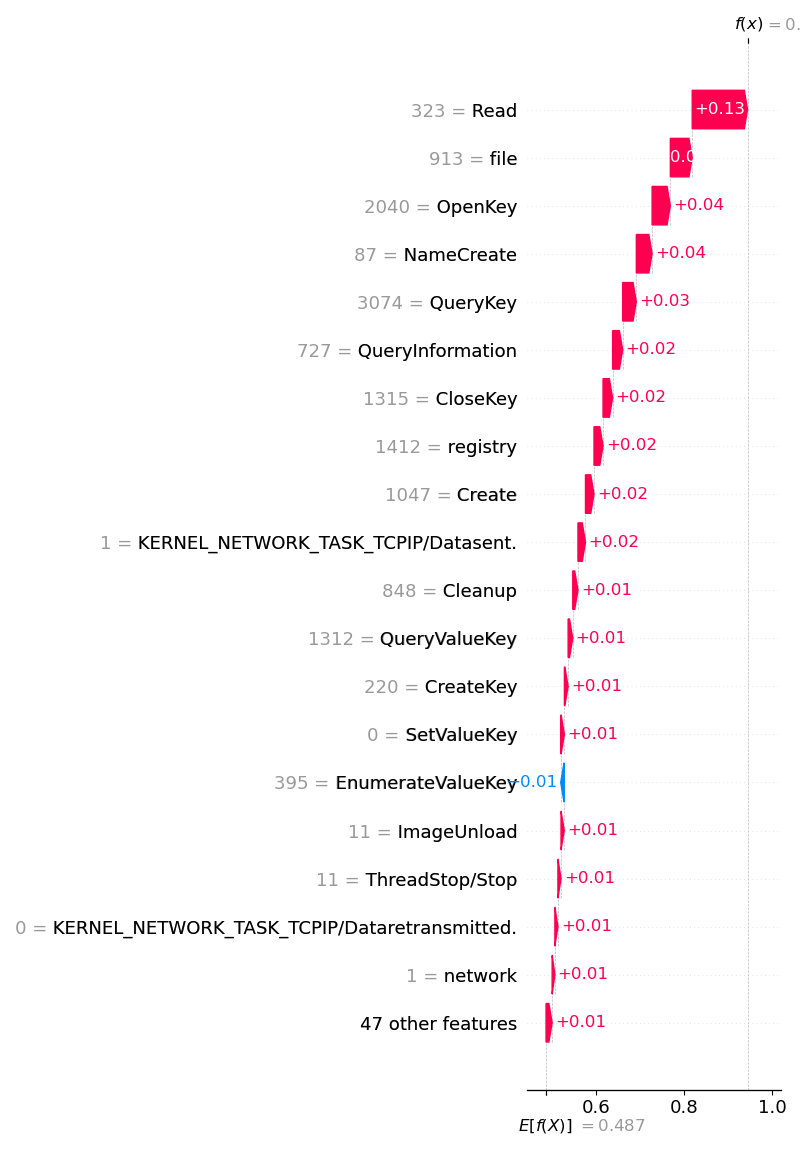 f(x) = 0.
323 = Read
+0.13
913 = file
2040 = OpenKey
+0.04
87 = NameCreate
+0.04
3074 = QueryKey
+0.03
727 = QueryInformation
+0.02
1315 = CloseKey
+0.02
1412 = registry
+0.02
1047 = Create
+0.02
1 = KERNEL_NETWORK_TASK_TCPIP/Datasent.
+0.02
848 = Cleanup
+0.01
1312 = QueryValueKey
+0.01
220 = CreateKey
+0.01
0 = SetValueKey
+0.01
395 = EnumerateValueKey
−0.01
11 = ImageUnload
+0.01
11 = ThreadStop/Stop
+0.01
0 = KERNEL_NETWORK_TASK_TCPIP/Dataretransmitted.
+0.01
1 = network
+0.01
47 other features
+0.01
0.6 0.8 1.0
E[f(X)] = 0.487